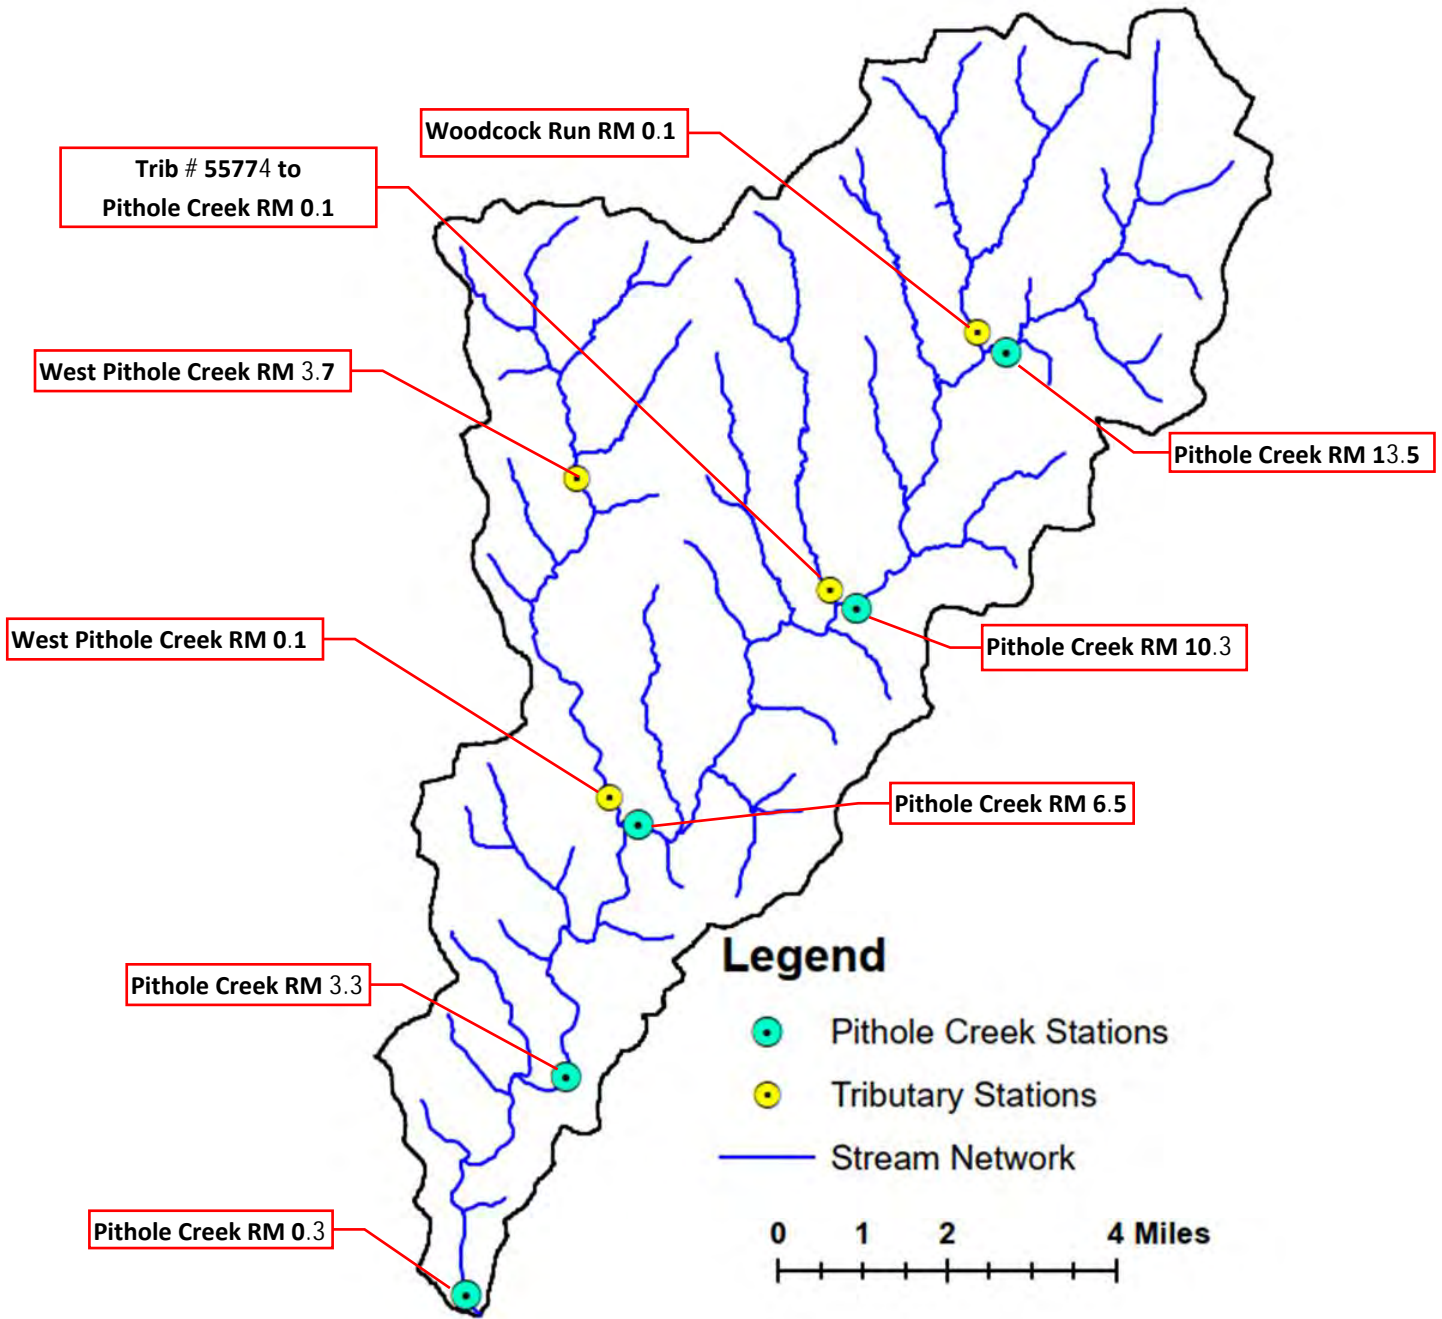 Woodcock Run RM 0.1
Trib # 55774 to
Pithole Creek RM 0.1
West Pithole Creek RM 3.7
Pithole Creek RM 13.5
West Pithole Creek RM 0.1
Pithole Creek RM 10.3
Pithole Creek RM 6.5
Pithole Creek RM 3.3
Pithole Creek RM 0.3
Legend
Pithole Creek Stations
Tributary Stations
Stream Network
0 1 2 4 Miles